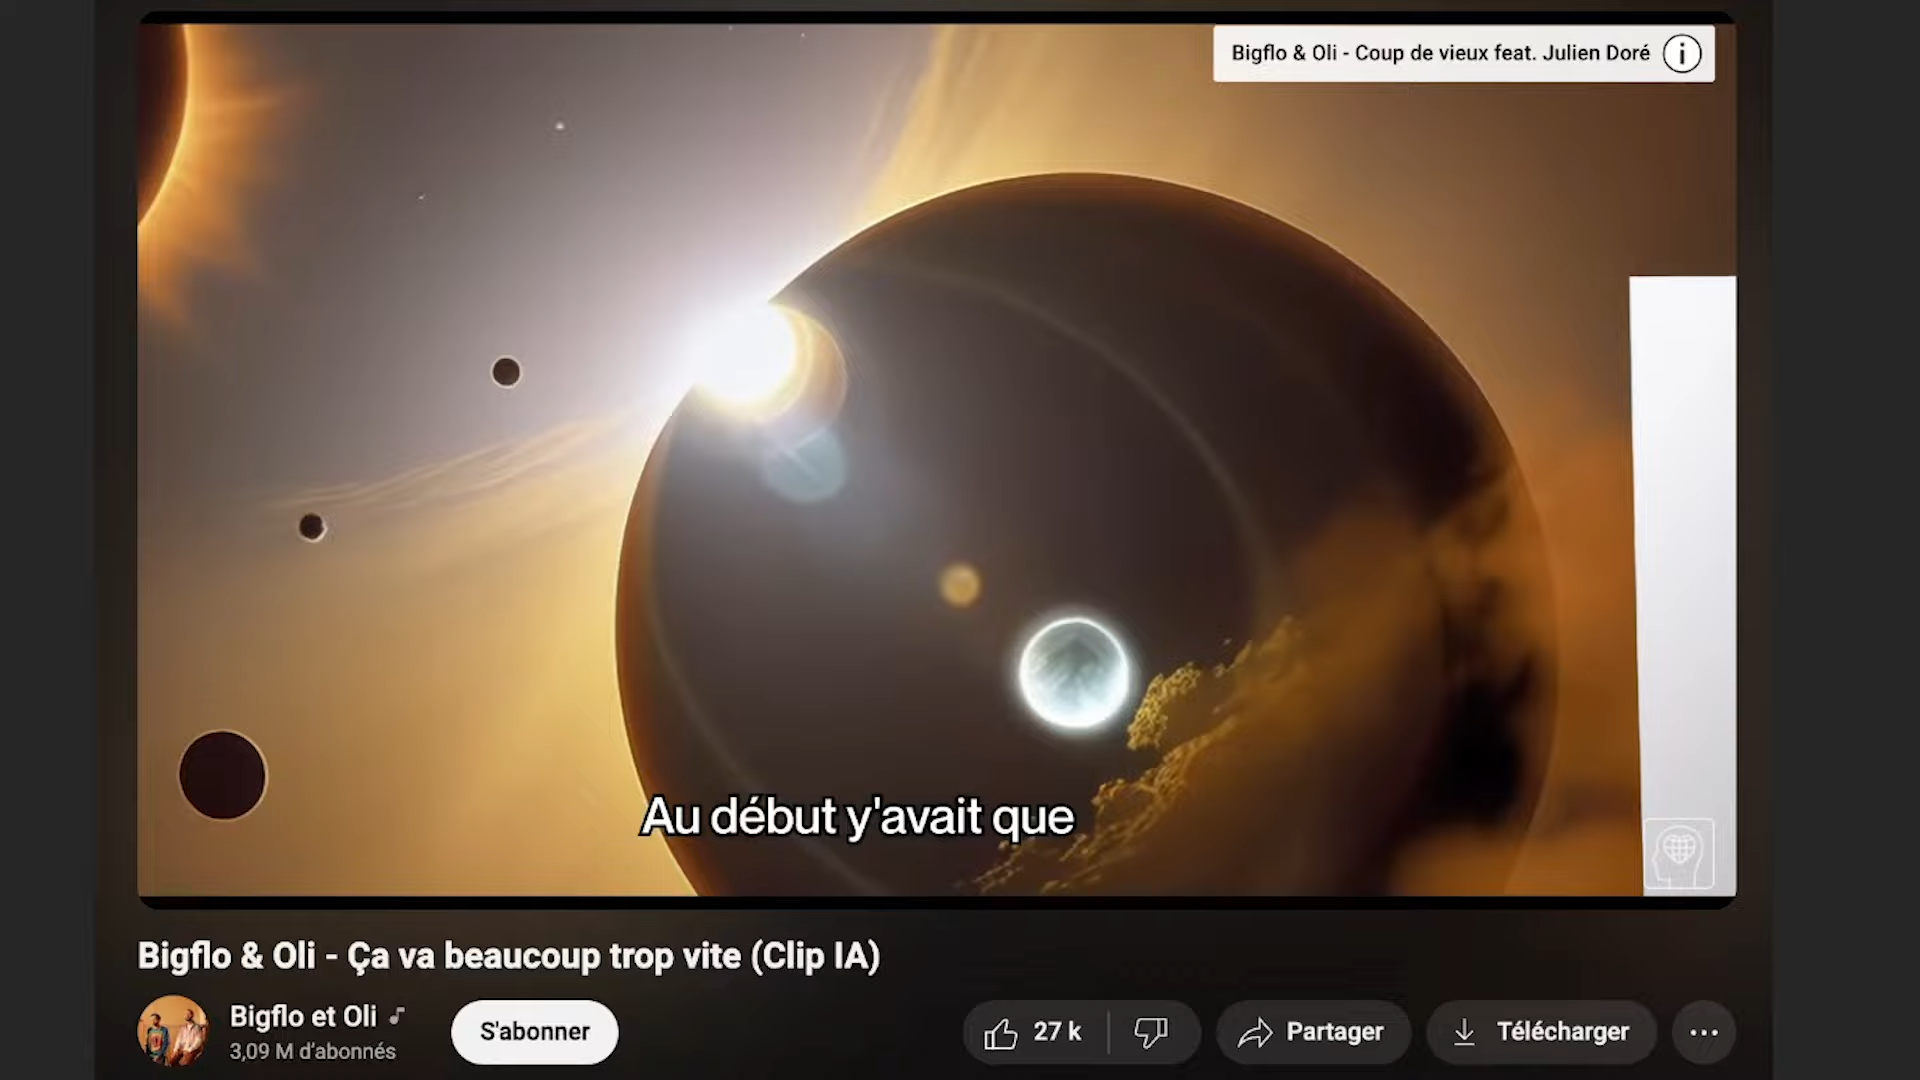 Bigflo & Oli - Coup de vieux feat. Julien Doré
Au début y'avait que
Bigflo & Oli - Ça va beaucoup trop vite (Clip IA)
Bigflo et Oli
3,09 M d'abonnés
S'abonner
27 k
Partager
Télécharger